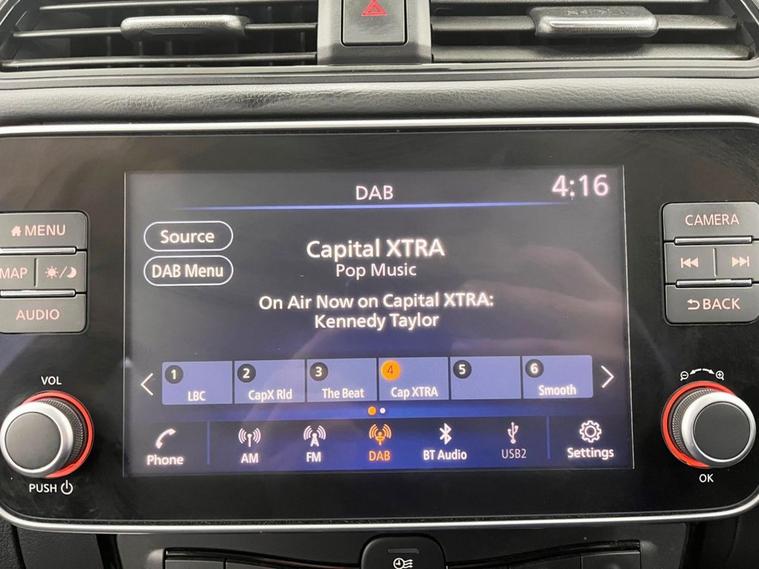 DAB
4:16
MENU
MAP
AUDIO
Source
DAB Menu
Capital XTRA
Pop Music
On Air Now on Capital XTRA:
Kennedy Taylor
CAMERA
BACK
1 2 3 4 5 6
LBC CapX Rld The Beat Cap XTRA Smooth
VOL
PUSH
Phone AM FM DAB BT Audio USB2 Settings
OK